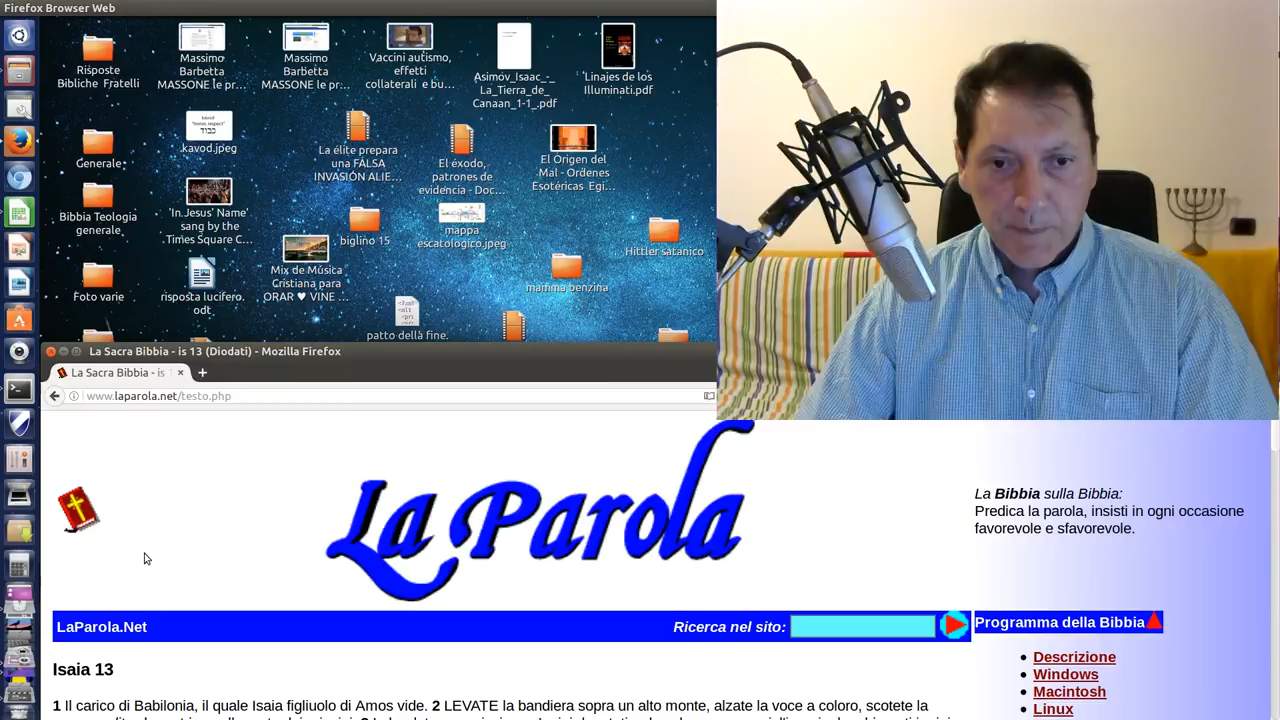 Firefox Browser Web
Risposte
Bibliche Fratelli
Massimo
Barbetta
MASSONE le pr...
Massimo
Barbetta
MASSONE le pr...
Vaccini autismo,
effetti
collaterali e bu...
Asimov_Isaac_-_
La_Tierra_de_
Canaan_1-1_.pdf
Linajes de los
Illuminati.pdf
Generale
kavod.jpeg
La élite prepara
una FALSA
INVASIÓN ALIE...
El éxodo,
patrones de
evidencia - Doc...
El Origen del
Mal - Ordenes
Esotéricas Egi...
Bibbia Teologia
generale
'In Jesus' Name'
sang by the
Times Square C...
biglino 15
mappa
escatologico.jpeg
Hittler satanico
Foto varie
risposta lucifero.
odt
Mix de Música
Cristiana para
ORAR ♥ VINE ...
mamma benzina
patto della fine.
La Sacra Bibbia - is 13 (Diodati) - Mozilla Firefox
La Sacra Bibbia - is 1
www.laparola.net/testo.php
La Parola
La Bibbia sulla Bibbia:
Predica la parola, insisti in ogni occasione
favorevole e sfavorevole.
LaParola.Net
Ricerca nel sito:
Programma della Bibbia
Isaia 13
Descrizione
Windows
Macintosh
Linux
1 Il carico di Babilonia, il quale Isaia figliuolo di Amos vide. 2 LEVATE la bandiera sopra un alto monte, alzate la voce a coloro, scotete la